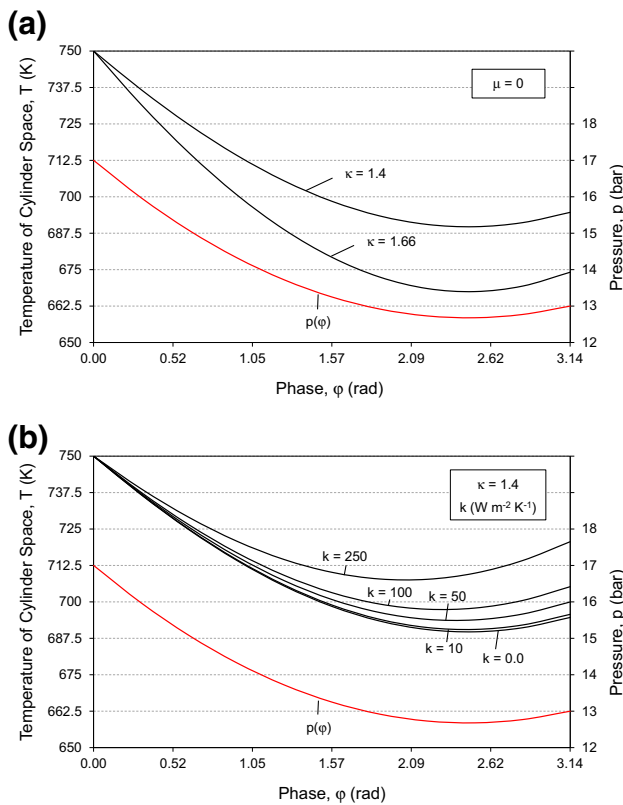 (a)
Temperature of Cylinder Space, T (K)
750
737.5
725
712.5
700
687.5
675
662.5
650
μ = 0
κ = 1.4
κ = 1.66
p(φ)
18
17
16
15
14
13
12
Pressure, p (bar)
0.00 0.52 1.05 1.57 2.09 2.62 3.14
Phase, φ (rad)
(b)
Temperature of Cylinder Space, T (K)
750
737.5
725
712.5
700
687.5
675
662.5
650
κ = 1.4
k (W m⁻² K⁻¹)
k = 250
k = 100
k = 50
k = 10
k = 0.0
p(φ)
18
17
16
15
14
13
12
Pressure, p (bar)
0.00 0.52 1.05 1.57 2.09 2.62 3.14
Phase, φ (rad)